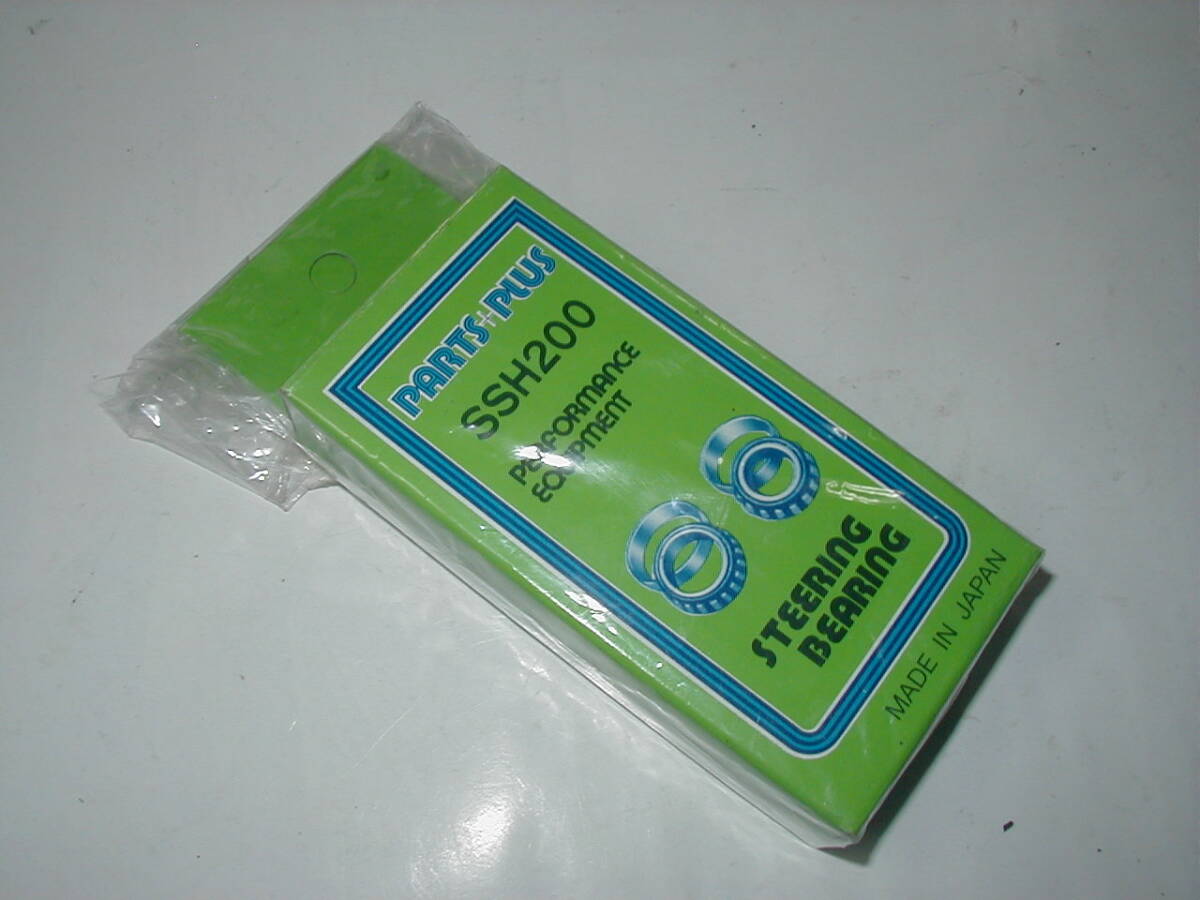 PARTS+PLUS
SSH200
PERFORMANCE
EQUIPMENT
STEERING
BEARING
MADE IN JAPAN